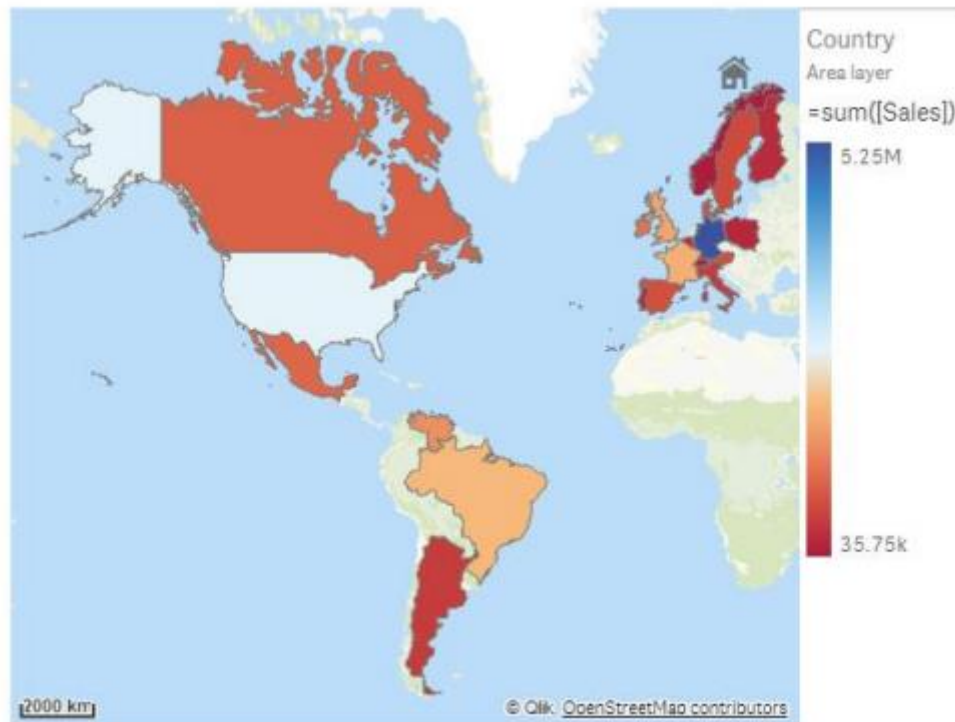 Country
Area layer
=sum([Sales])
5.25M
35.75k
2000 km
© Qlik, OpenStreetMap contributors